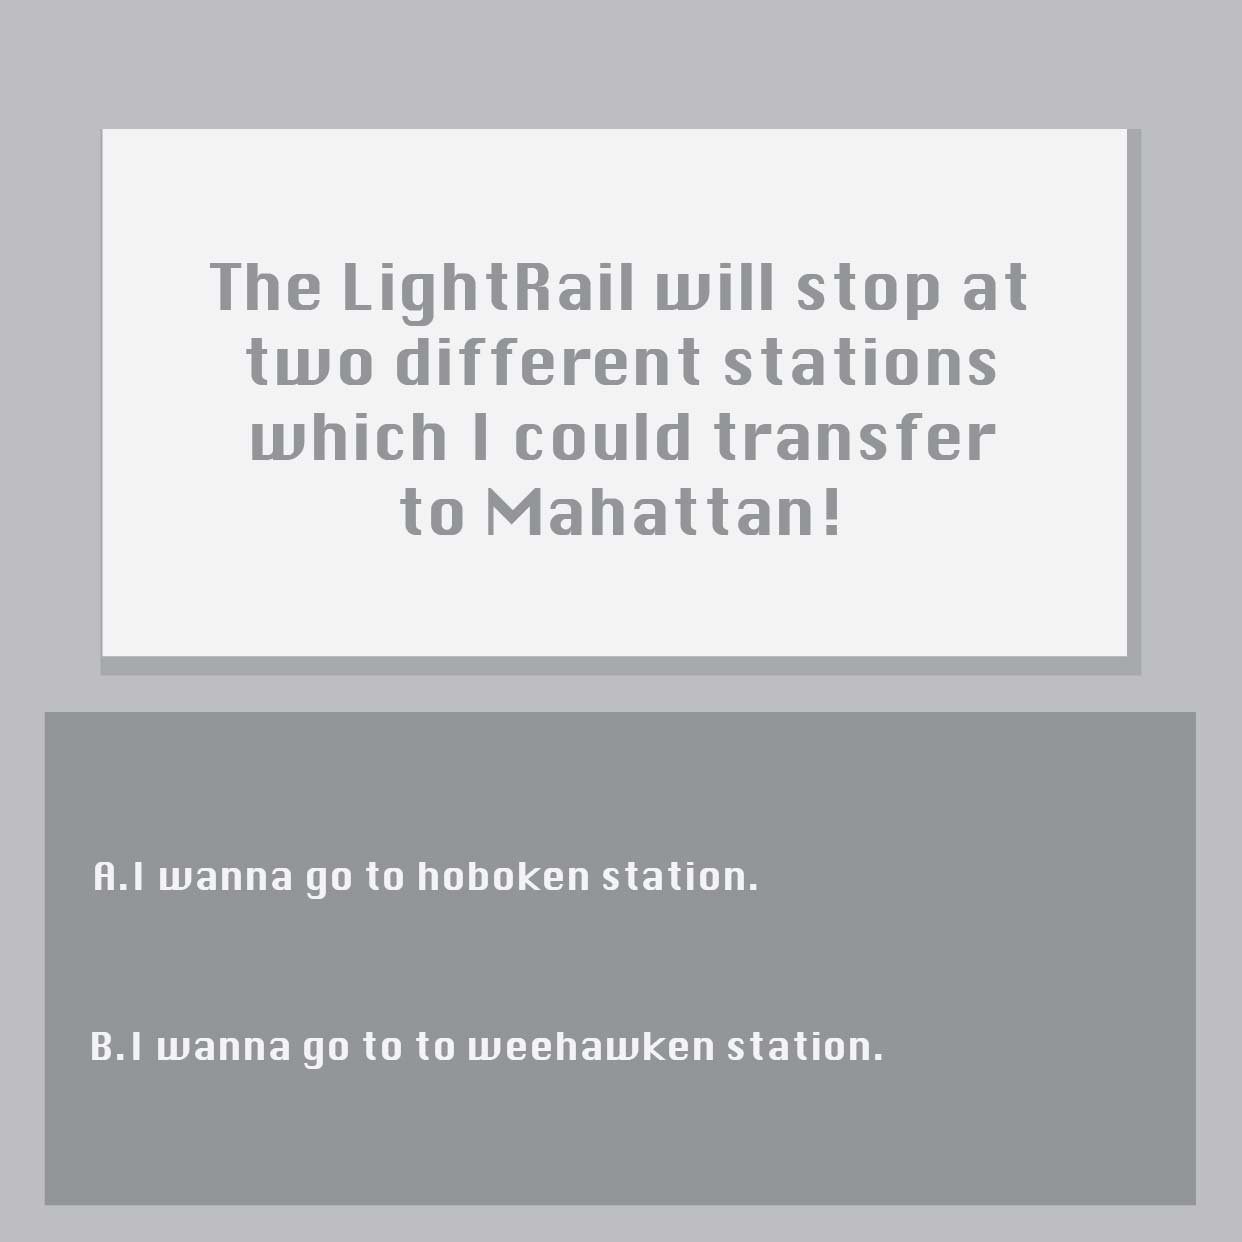 The LightRail will stop at
two different stations
which I could transfer
to Mahattan!
A.I wanna go to hoboken station.
B.I wanna go to to weehawken station.